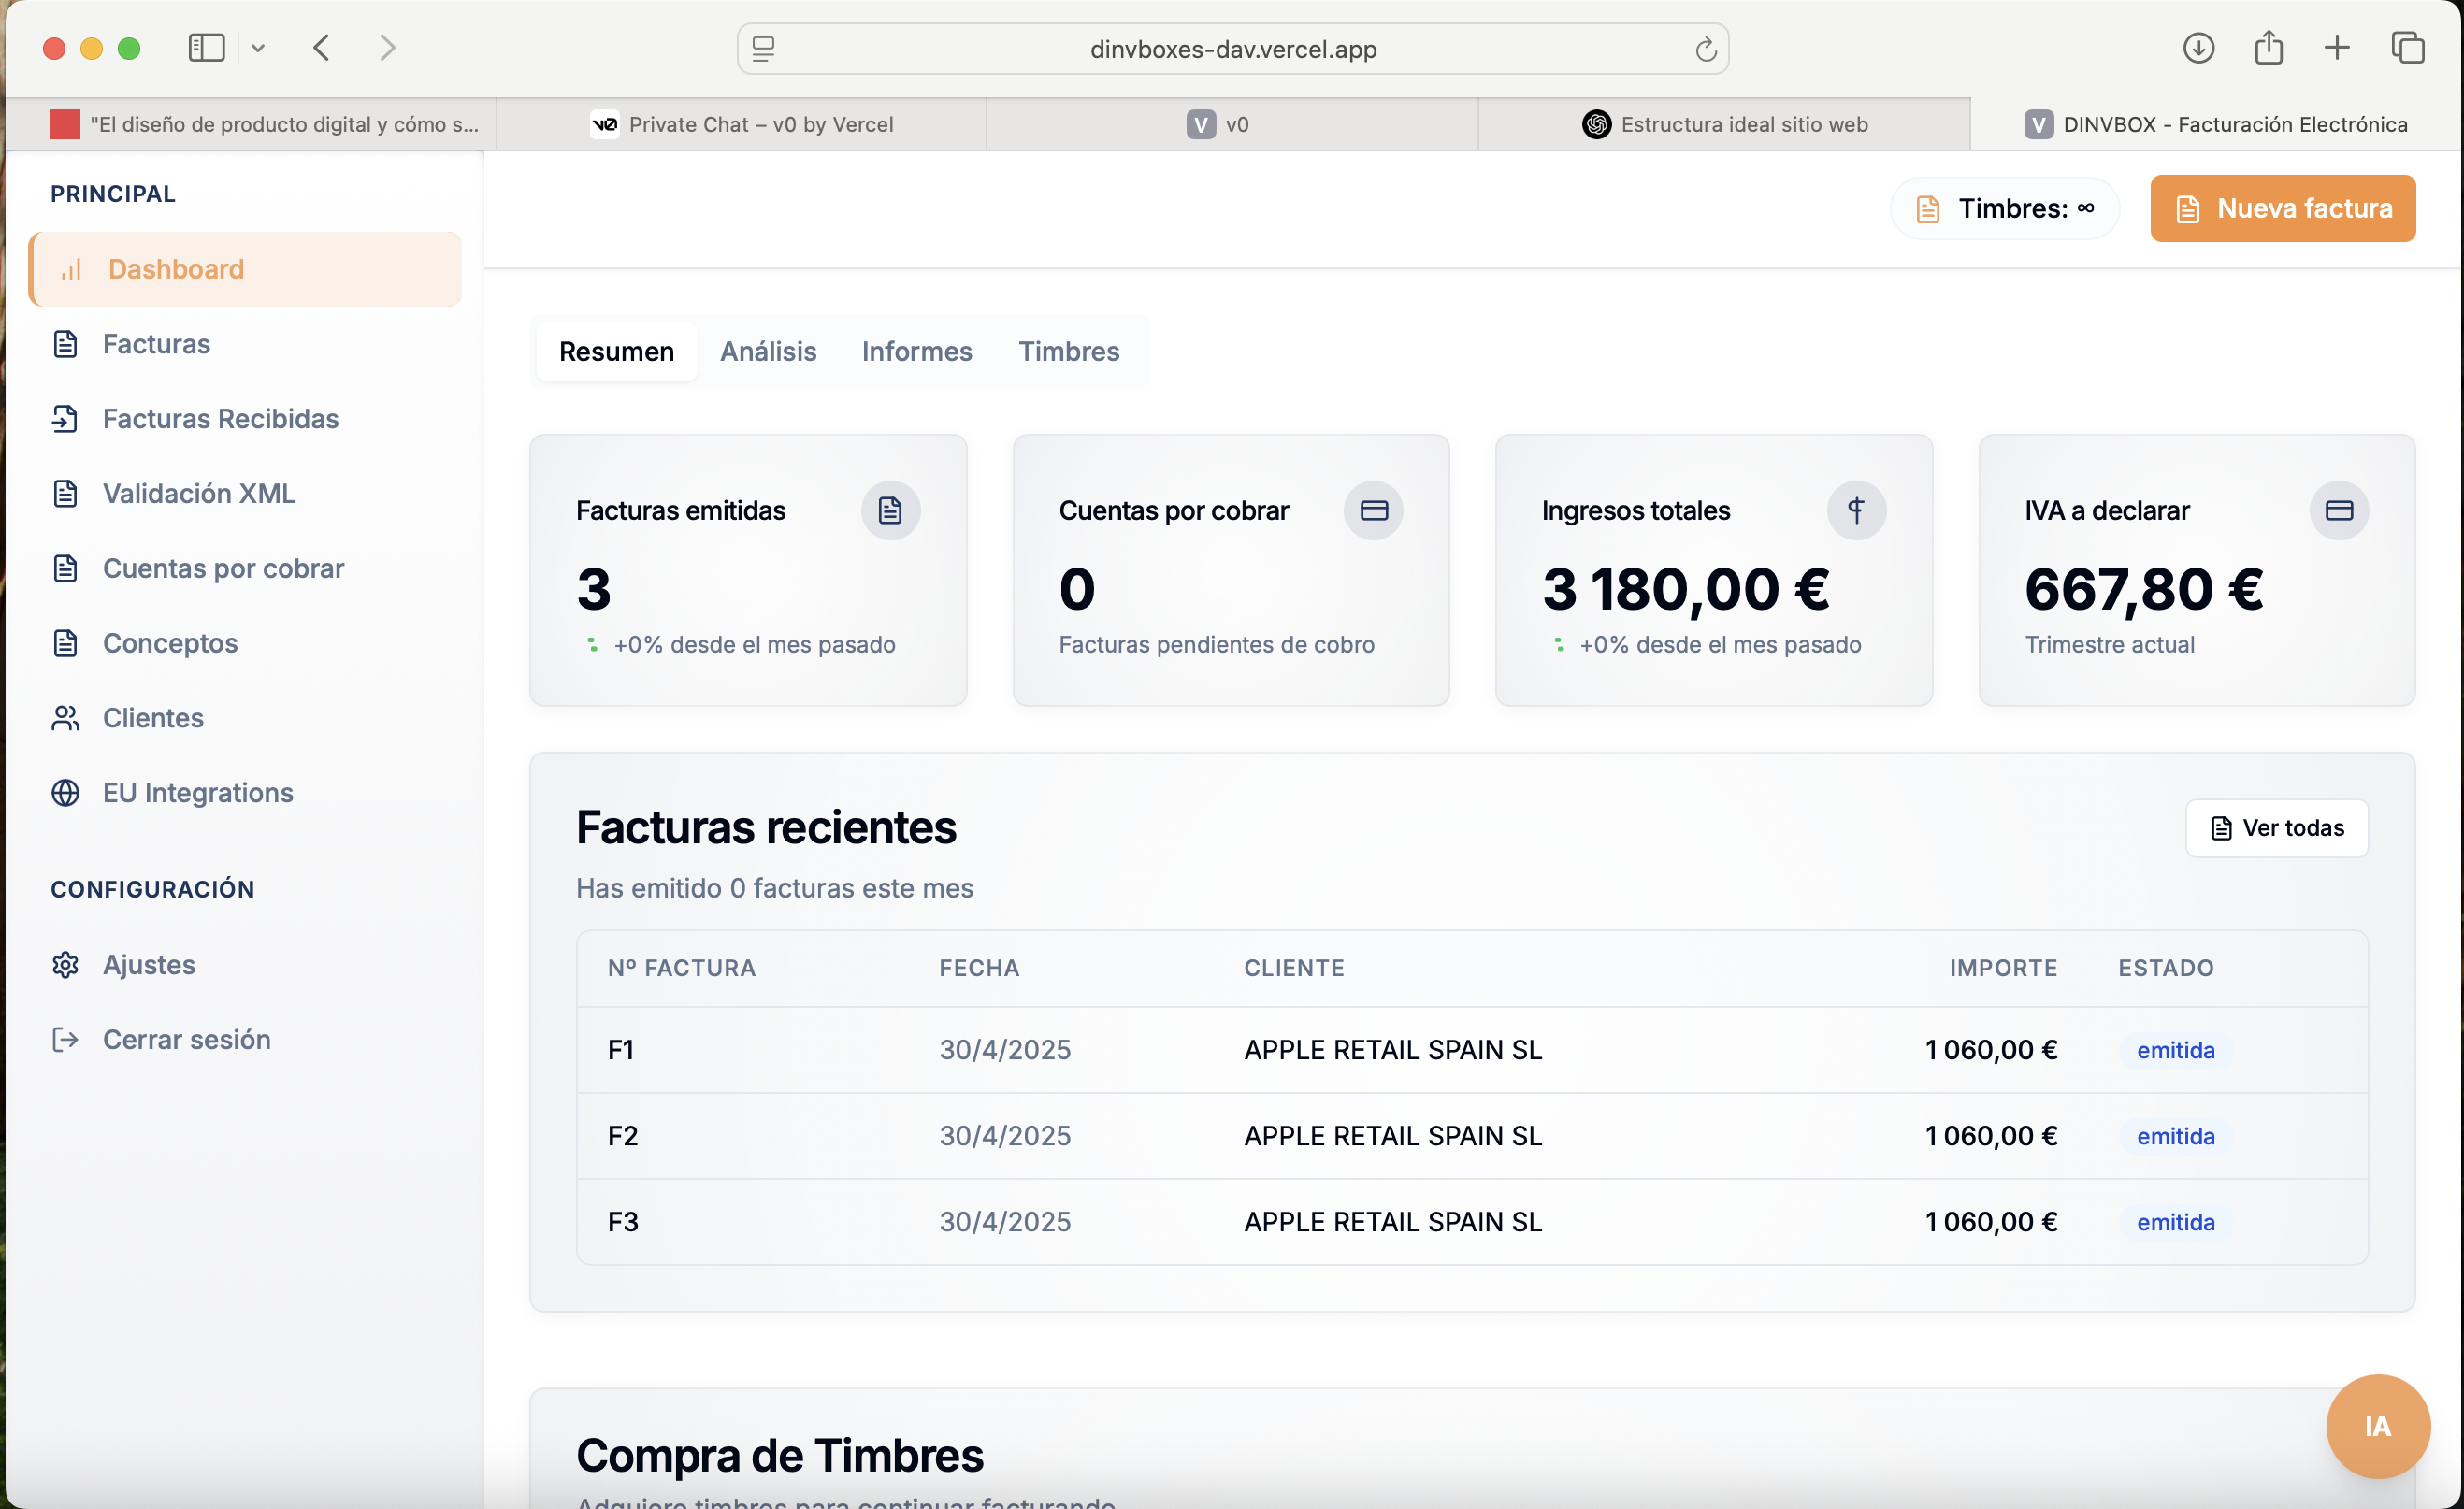 dinvboxes-dav.vercel.app
"El diseño de producto digital y cómo s...
Private Chat – v0 by Vercel
V v0
Estructura ideal sitio web
V DINVBOX - Facturación Electrónica
PRINCIPAL
Dashboard
Facturas
Facturas Recibidas
Validación XML
Cuentas por cobrar
Conceptos
Clientes
EU Integrations
CONFIGURACIÓN
Ajustes
Cerrar sesión
Timbres: ∞
Nueva factura
Resumen Análisis Informes Timbres
Facturas emitidas
3
+0% desde el mes pasado
Cuentas por cobrar
0
Facturas pendientes de cobro
Ingresos totales
3 180,00 €
+0% desde el mes pasado
IVA a declarar
667,80 €
Trimestre actual
Facturas recientes
Ver todas
Has emitido 0 facturas este mes
Nº FACTURA FECHA CLIENTE IMPORTE ESTADO
F1 30/4/2025 APPLE RETAIL SPAIN SL 1 060,00 € emitida
F2 30/4/2025 APPLE RETAIL SPAIN SL 1 060,00 € emitida
F3 30/4/2025 APPLE RETAIL SPAIN SL 1 060,00 € emitida
Compra de Timbres
Adquiere timbres para continuar facturando
IA